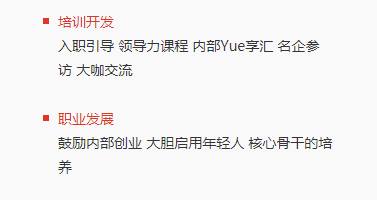 培训开发
入职引导 领导力课程 内部Yue享汇 名企参
访 大咖交流
职业发展
鼓励内部创业 大胆启用年轻人 核心骨干的培
养